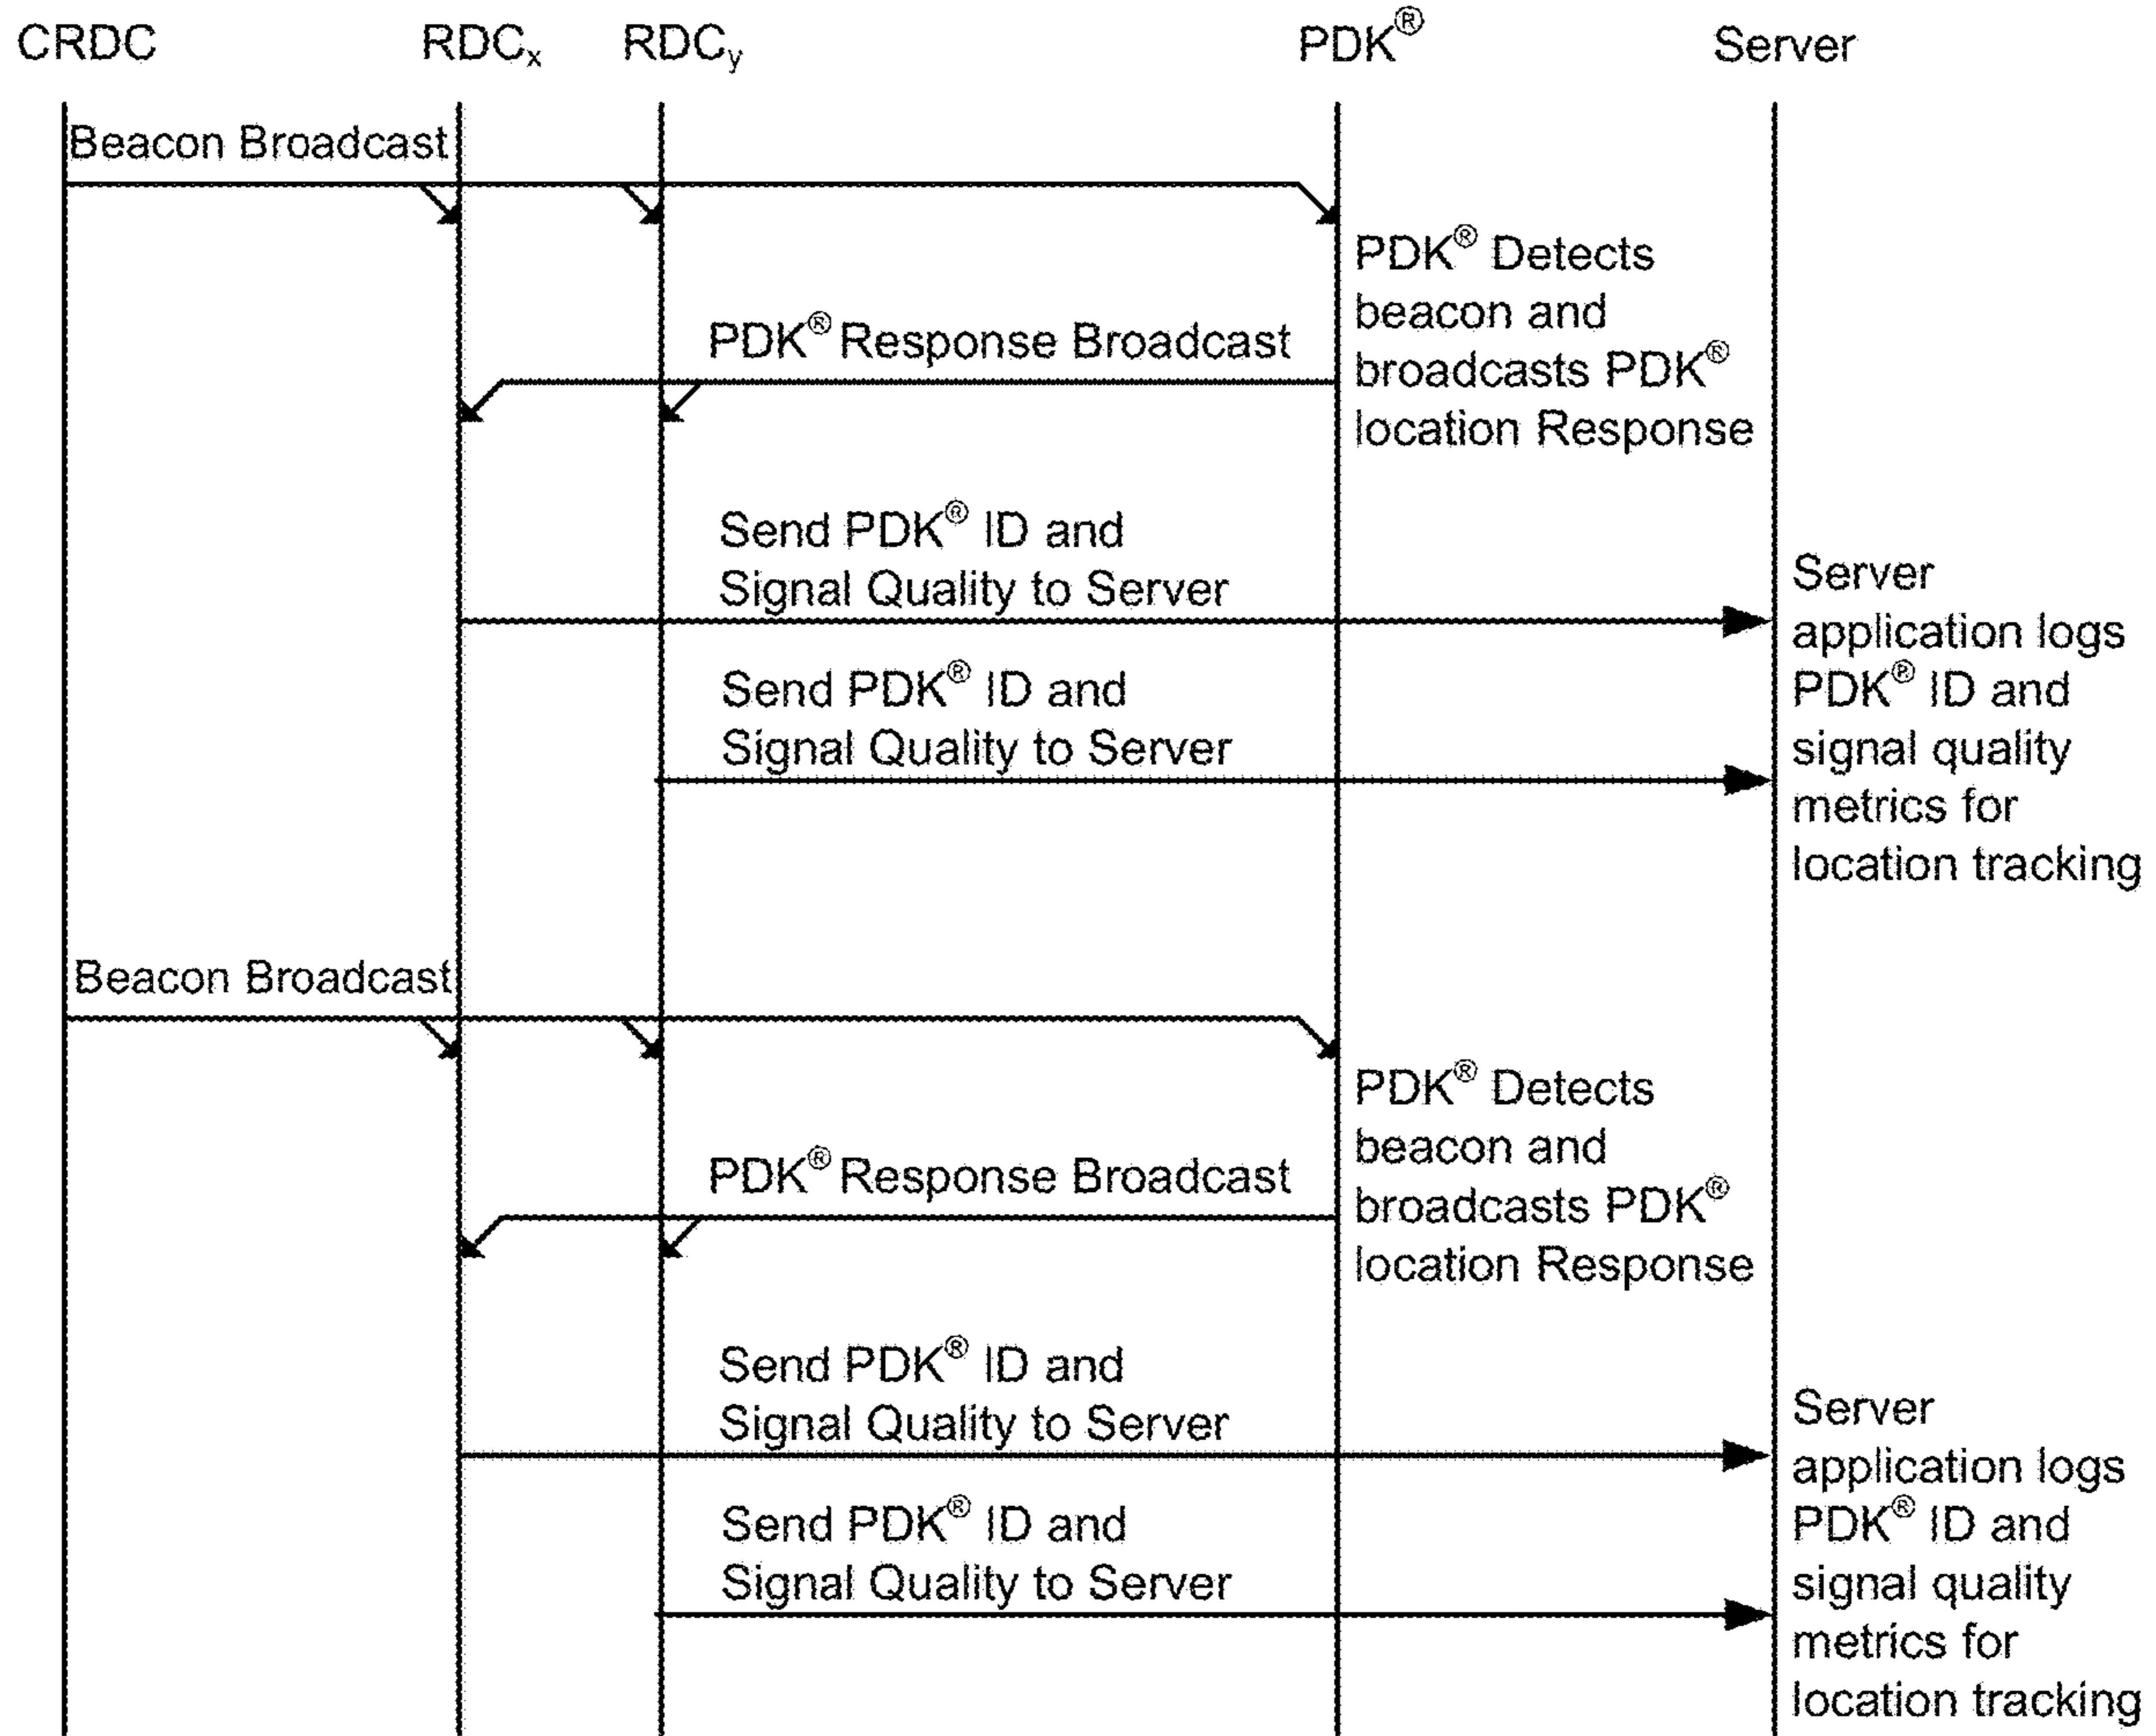 CRDC
RDCx
RDCy
PDK®
Server
Beacon Broadcast
PDK® Detects
beacon and
broadcasts PDK®
location Response
PDK® Response Broadcast
Send PDK® ID and
Signal Quality to Server
Send PDK® ID and
Signal Quality to Server
Server
application logs
PDK® ID and
signal quality
metrics for
location tracking
Beacon Broadcast
PDK® Detects
beacon and
broadcasts PDK®
location Response
PDK® Response Broadcast
Send PDK® ID and
Signal Quality to Server
Send PDK® ID and
Signal Quality to Server
Server
application logs
PDK® ID and
signal quality
metrics for
location tracking